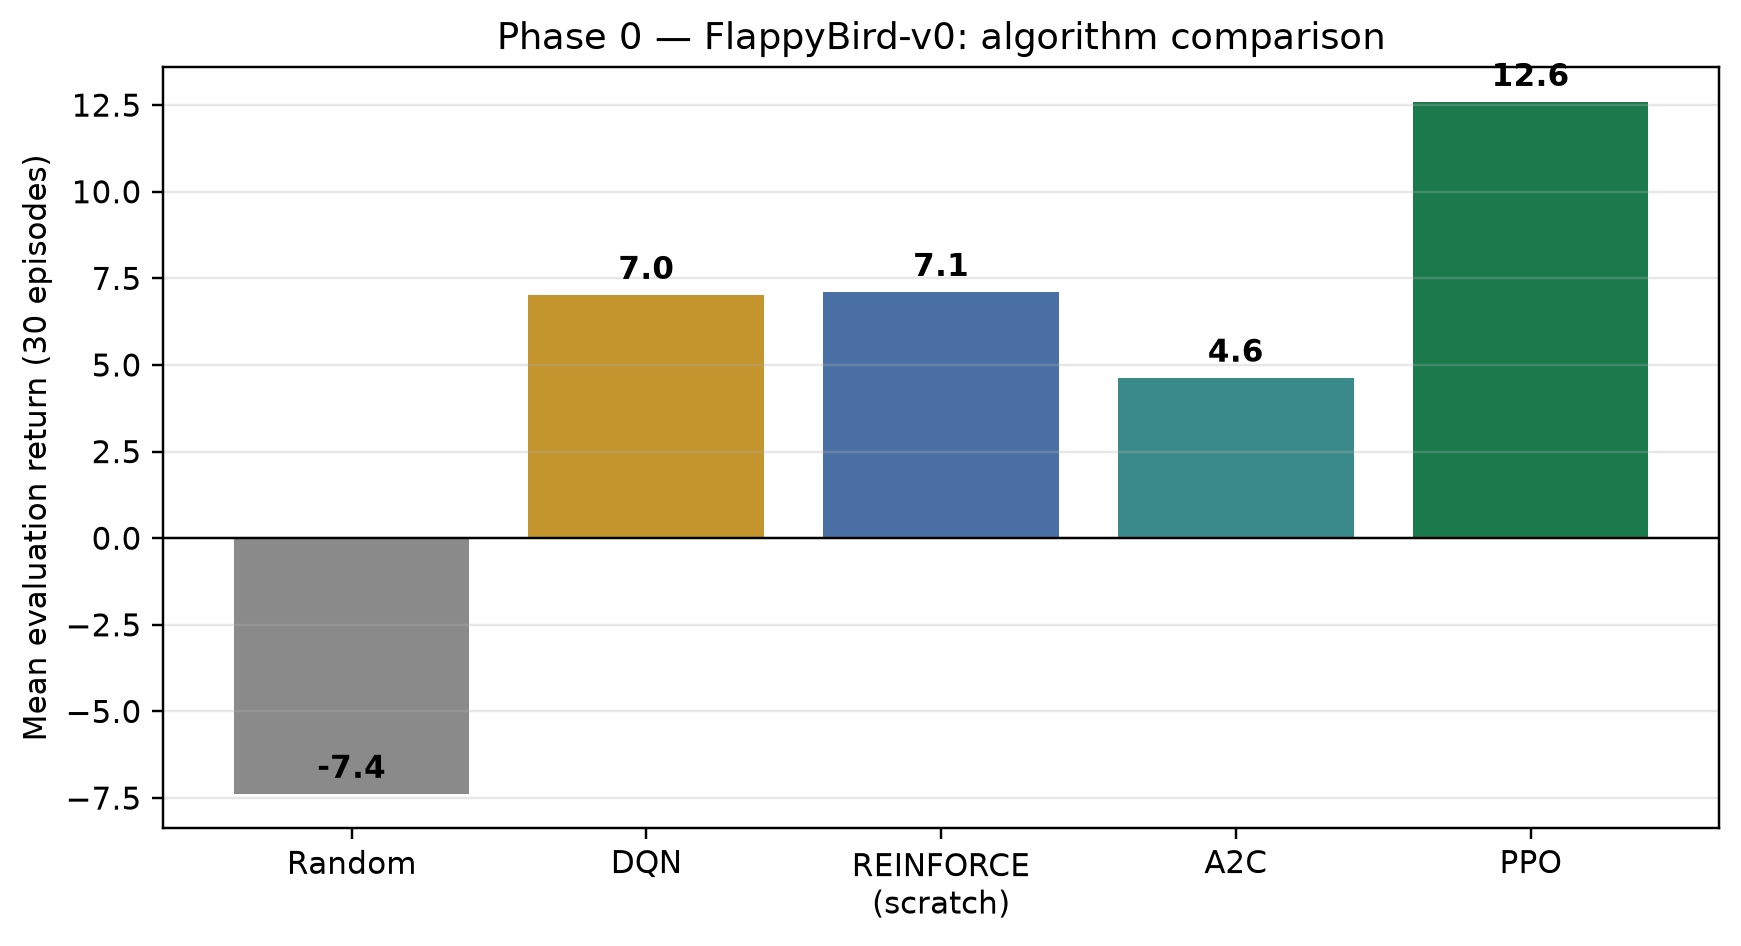 Phase 0 — FlappyBird-v0: algorithm comparison
Mean evaluation return (30 episodes)
12.5
10.0
7.5
5.0
2.5
0.0
−2.5
−5.0
−7.5
-7.4
7.0
7.1
4.6
12.6
Random
DQN
REINFORCE
(scratch)
A2C
PPO